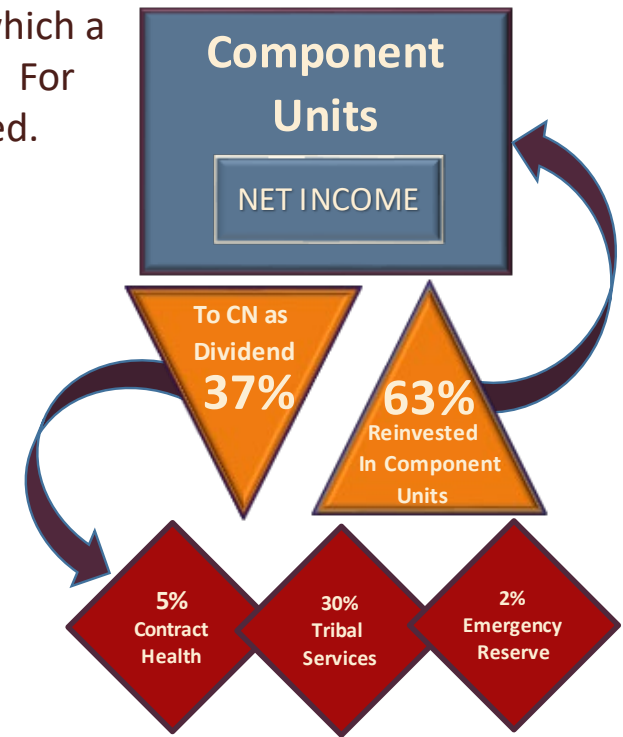 which a
For
ed.
Component
Units
NET INCOME
To CN as
Dividend
37%
63%
Reinvested
In Component
Units
5%
Contract
Health
30%
Tribal
Services
2%
Emergency
Reserve